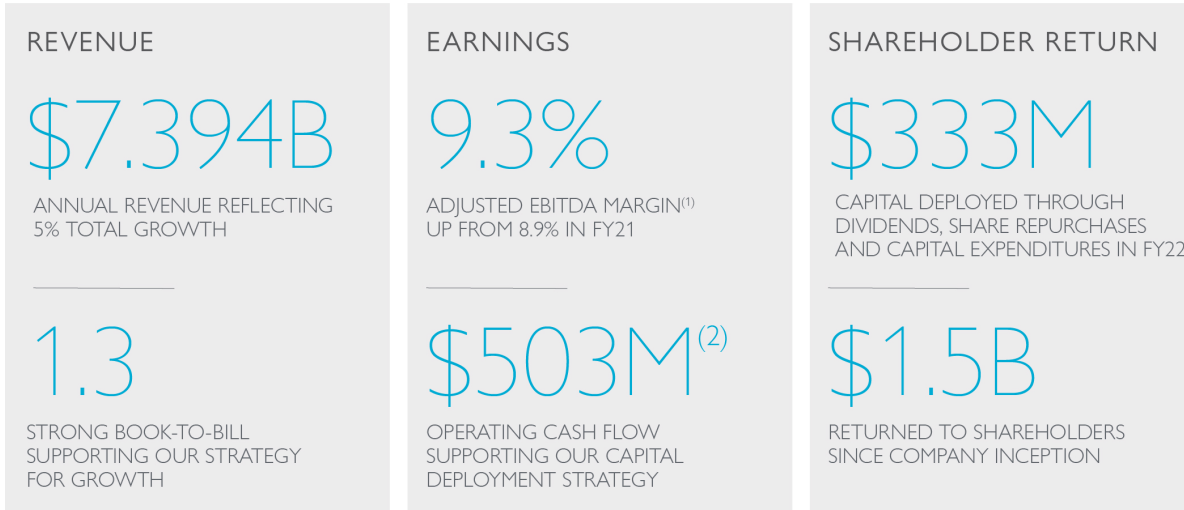 REVENUE
$7.394B
ANNUAL REVENUE REFLECTING
5% TOTAL GROWTH
1.3
STRONG BOOK-TO-BILL
SUPPORTING OUR STRATEGY
FOR GROWTH
EARNINGS
9.3%
ADJUSTED EBITDA MARGIN(1)
UP FROM 8.9% IN FY21
$503M(2)
OPERATING CASH FLOW
SUPPORTING OUR CAPITAL
DEPLOYMENT STRATEGY
SHAREHOLDER RETURN
$333M
CAPITAL DEPLOYED THROUGH
DIVIDENDS, SHARE REPURCHASES
AND CAPITAL EXPENDITURES IN FY22
$1.5B
RETURNED TO SHAREHOLDERS
SINCE COMPANY INCEPTION